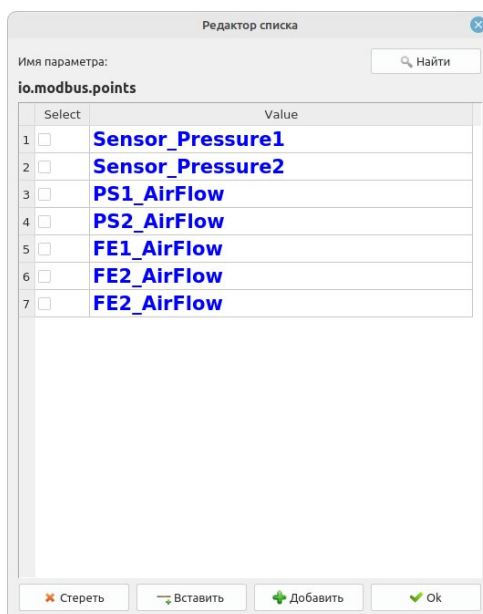 Редактор списка
Имя параметра:
Найти
io.modbus.points
Select Value
1 Sensor_Pressure1
2 Sensor_Pressure2
3 PS1_AirFlow
4 PS2_AirFlow
5 FE1_AirFlow
6 FE2_AirFlow
7 FE2_AirFlow
Стереть Вставить Добавить Ok